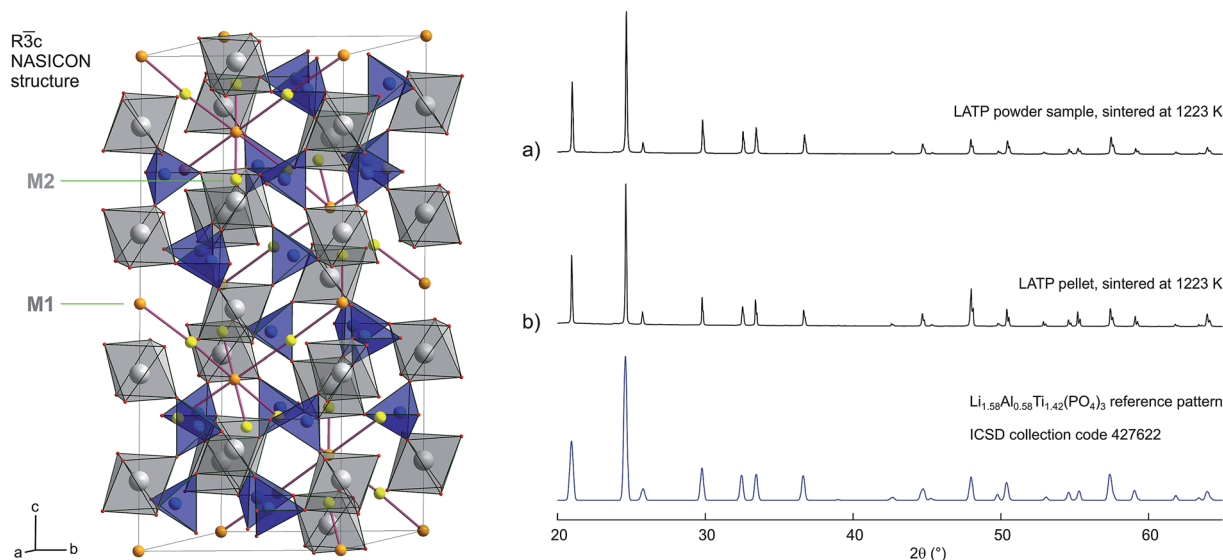 R3̅c
NASICON
structure
M2
M1
c
a
b
a)
LATP powder sample, sintered at 1223 K
b)
LATP pellet, sintered at 1223 K
Li1.58Al0.58Ti1.42(PO4)3 reference pattern
ICSD collection code 427622
20 30 40 50 60
2θ (°)